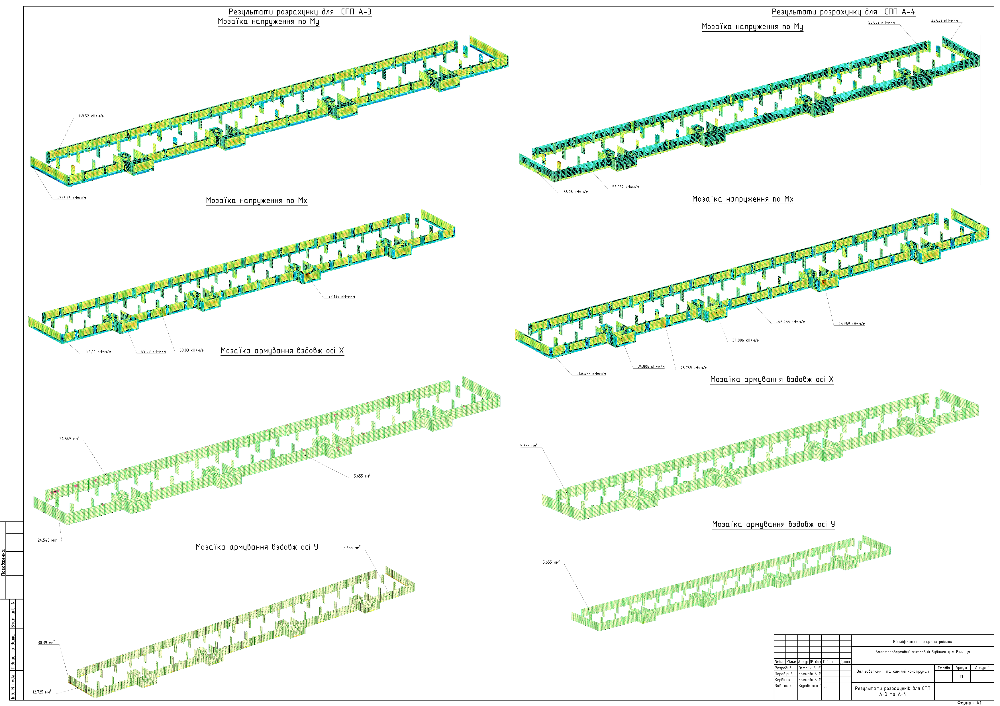 Результати розрахунку для СПП А-3
Мозаїка напруження по Му
169.52 кН*м/м
-226.26 кН*м/м
Мозаїка напруження по Мх
92,134 кН*м/м
-84,14 кН*м/м
69,03 кН*м/м
69,03 кН*м/м
Мозаїка армування вздовж осі Х
24.545 мм²
5.655 см²
24.545 мм²
Мозаїка армування вздовж осі У
5.655 мм²
30.39 мм²
12.725 мм²
Результати розрахунку для СПП А-4
Мозаїка напруження по Му
56.062 кН*м/м
33.637 кН*м/м
56.06 кН*м/м
56.062 кН*м/м
Мозаїка напруження по Мх
-46.455 кН*м/м
45.769 кН*м/м
34.806 кН*м/м
34.806 кН*м/м
45.769 кН*м/м
-46.455 кН*м/м
Мозаїка армування вздовж осі Х
5.655 мм²
Мозаїка армування вздовж осі У
5.655 мм²
Погодженно:
Взам. инв. N
Підпис та дата
Інв. N подл.
Кваліфікаційна впускна робота
Багатоповерховий житловий будинок у м Вінниця
Зміни Кільк Аркуш № док Підпис Дата
Розробив Острик В. Є.
Перевірив Колякова В. М
Кервіник Колякова В. М
Зав. каф. Журавський О. Д.
Залізобетонні та кам'яні конструкції
Стадія Аркуш Аркушів
11
Результати розрахунків для СПП
А-3 та А-4
Формат А1